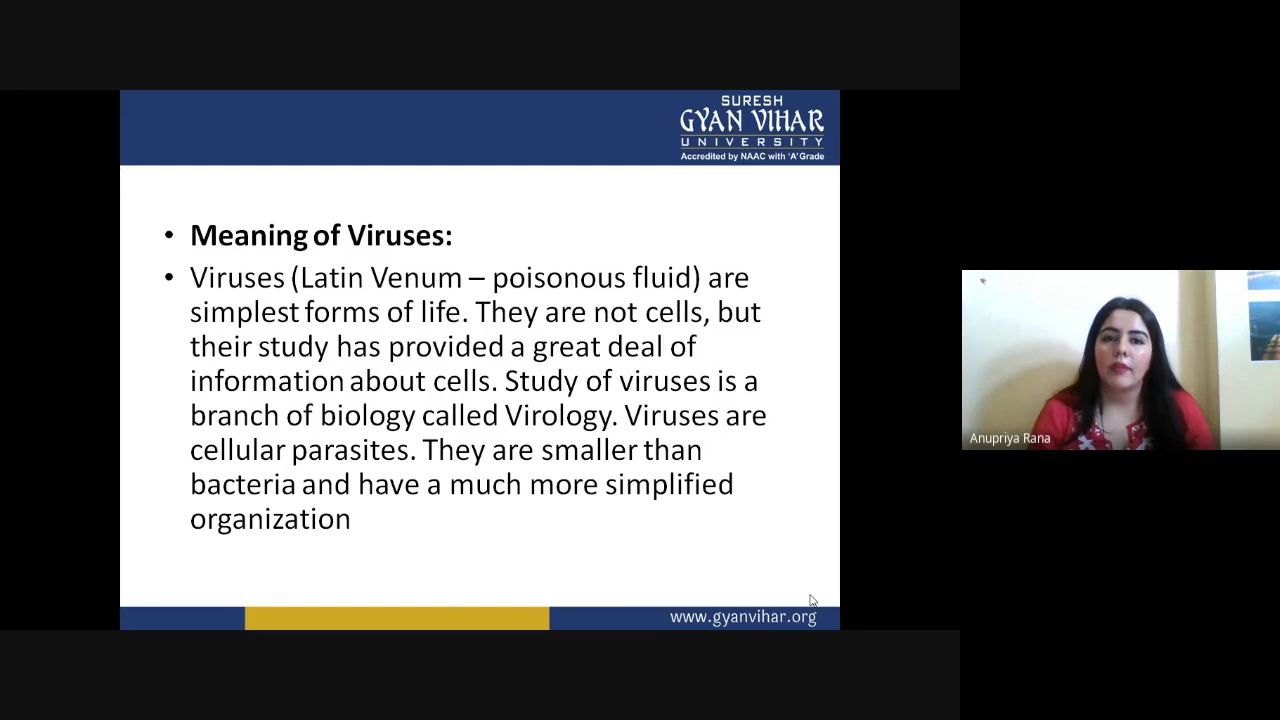 SURESH
GYAN VIHAR
UNIVERSITY
Accredited by NAAC with 'A' Grade
• Meaning of Viruses:
• Viruses (Latin Venum – poisonous fluid) are
simplest forms of life. They are not cells, but
their study has provided a great deal of
information about cells. Study of viruses is a
branch of biology called Virology. Viruses are
cellular parasites. They are smaller than
bacteria and have a much more simplified
organization
www.gyanvihar.org
Anupriya Rana